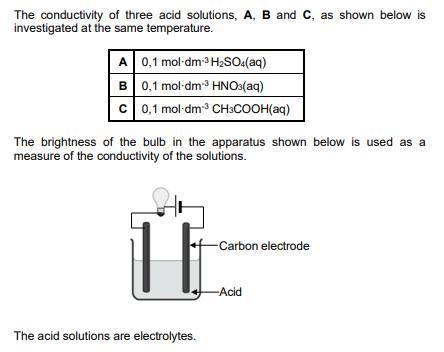 The conductivity of three acid solutions, A, B and C, as shown below is
investigated at the same temperature.
A 0,1 mol·dm-3 H2SO4(aq)
B 0,1 mol·dm-3 HNO3(aq)
C 0,1 mol·dm-3 CH3COOH(aq)
The brightness of the bulb in the apparatus shown below is used as a
measure of the conductivity of the solutions.
Carbon electrode
Acid
The acid solutions are electrolytes.